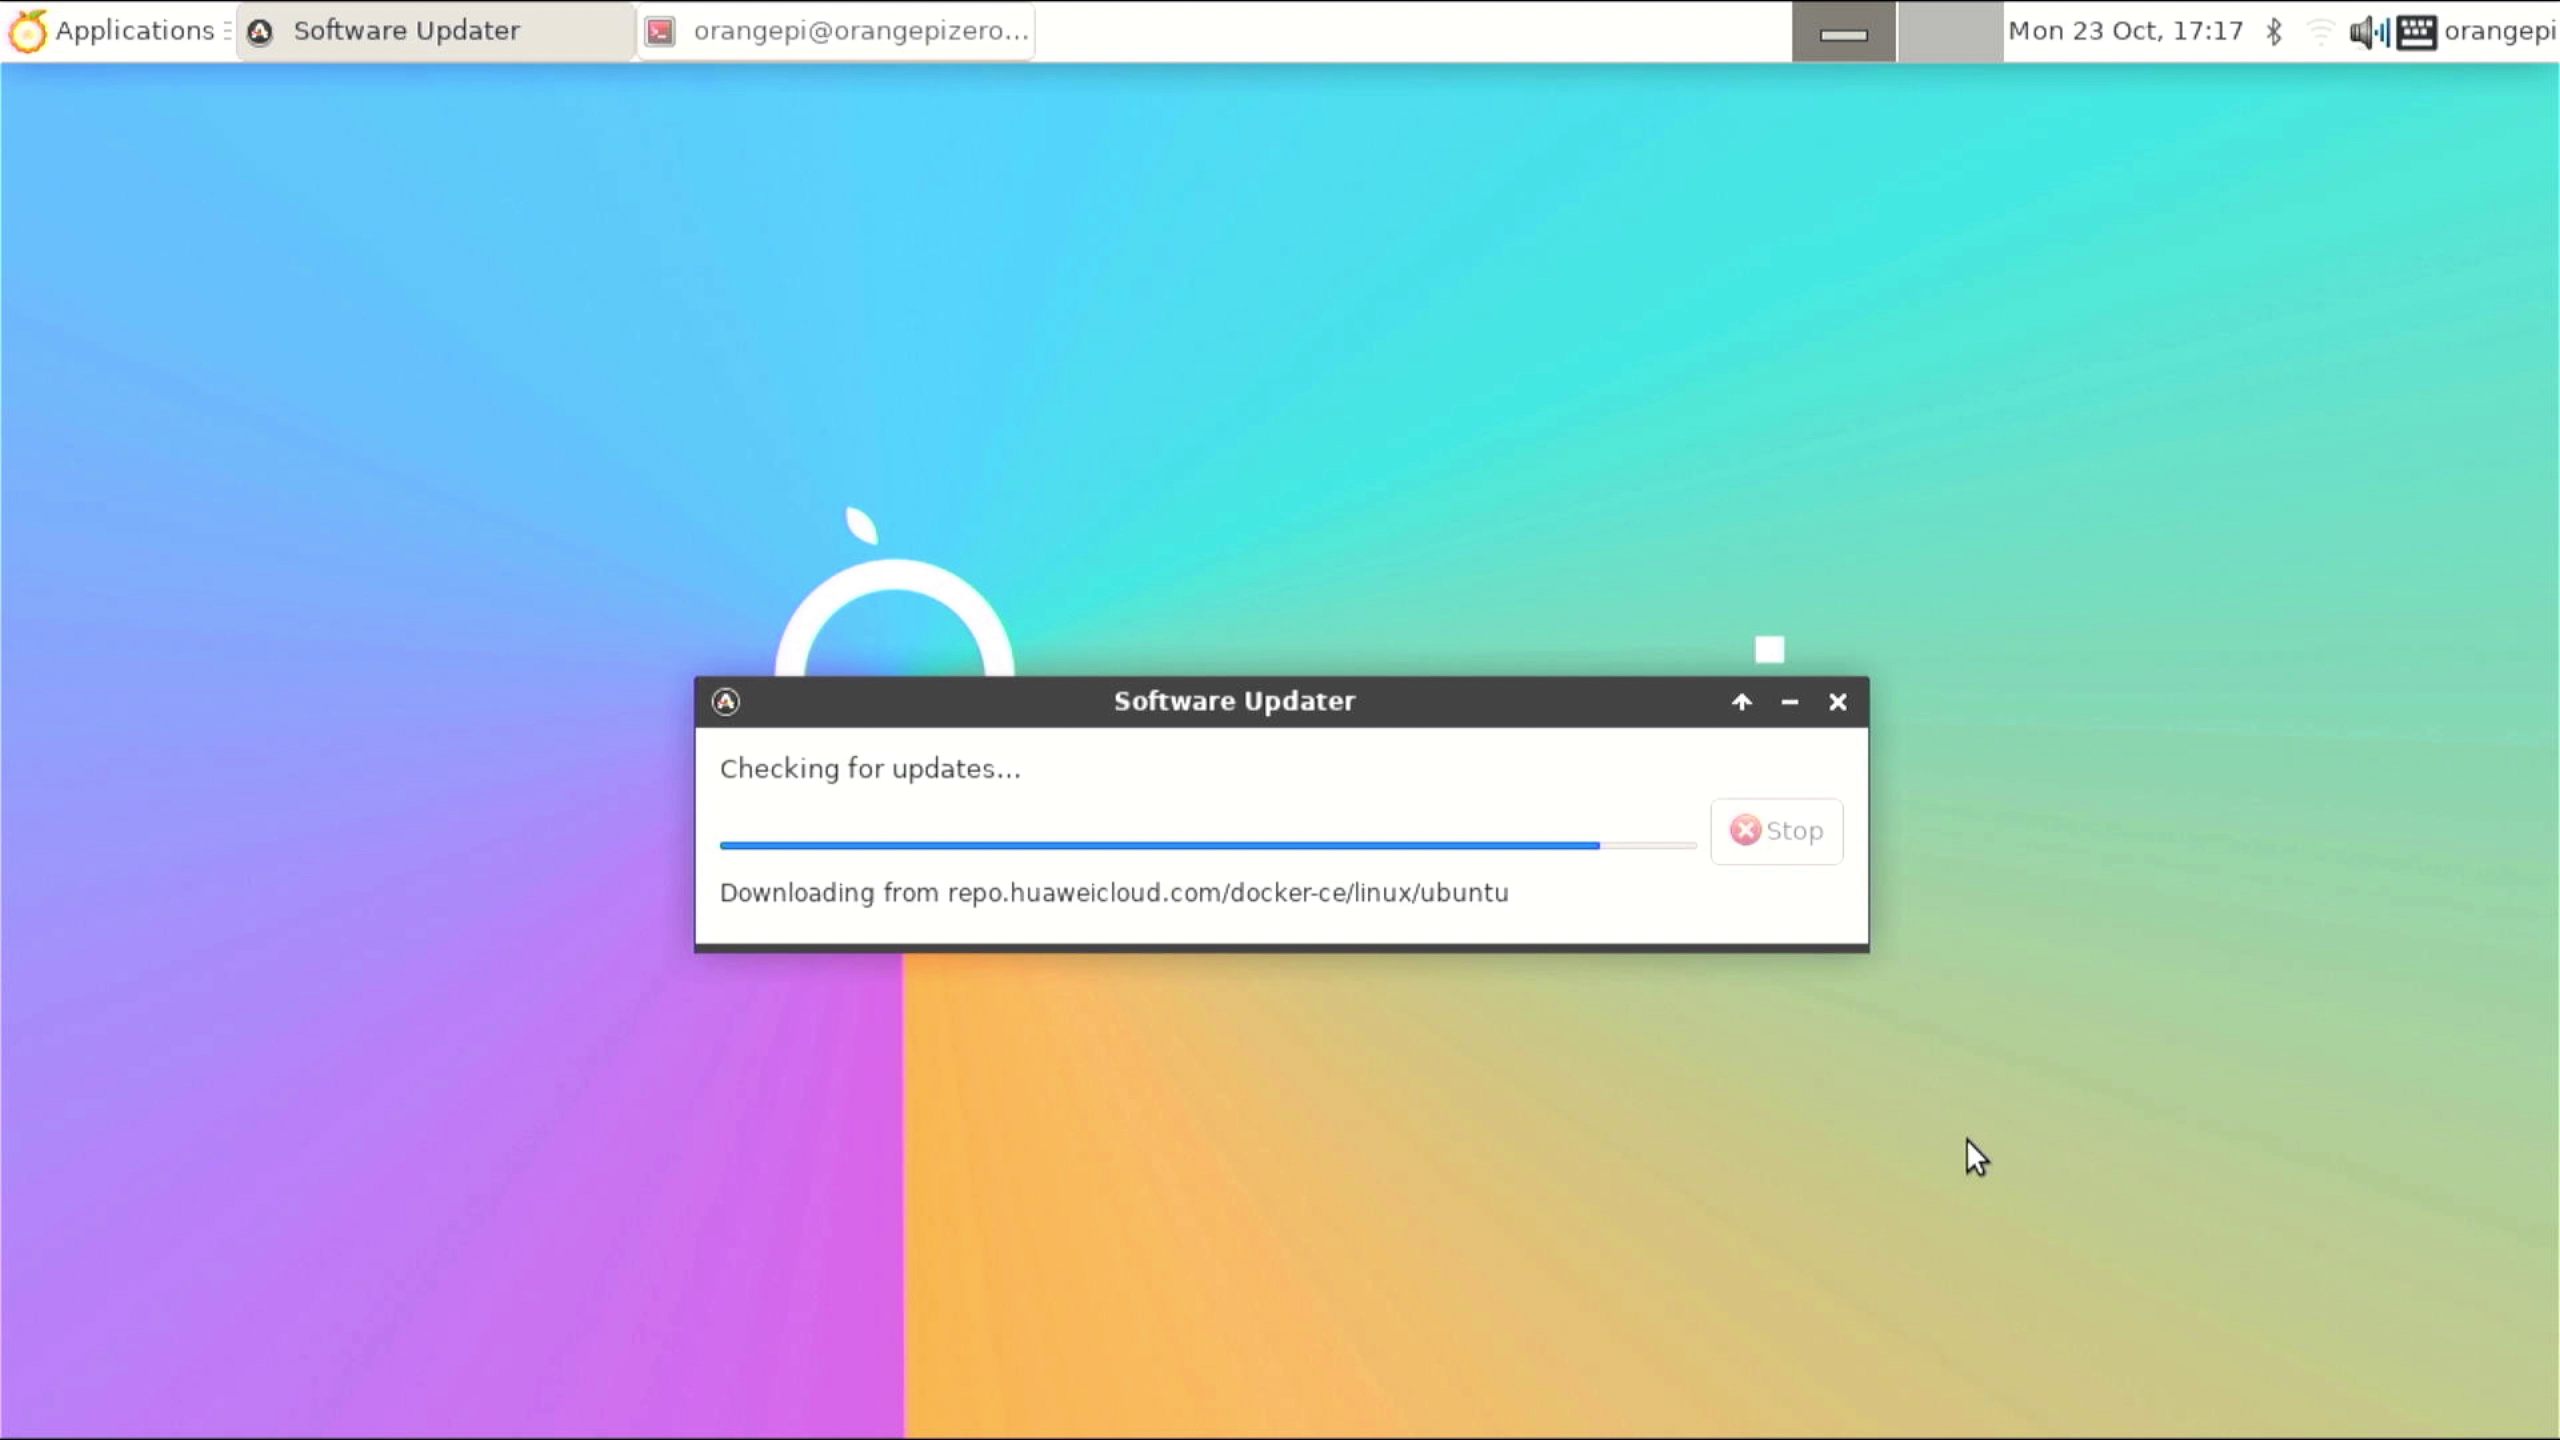 Applications
Software Updater
orangepi@orangepizero...
Mon 23 Oct, 17:17
orangepi
Software Updater
Checking for updates...
Stop
Downloading from repo.huaweicloud.com/docker-ce/linux/ubuntu